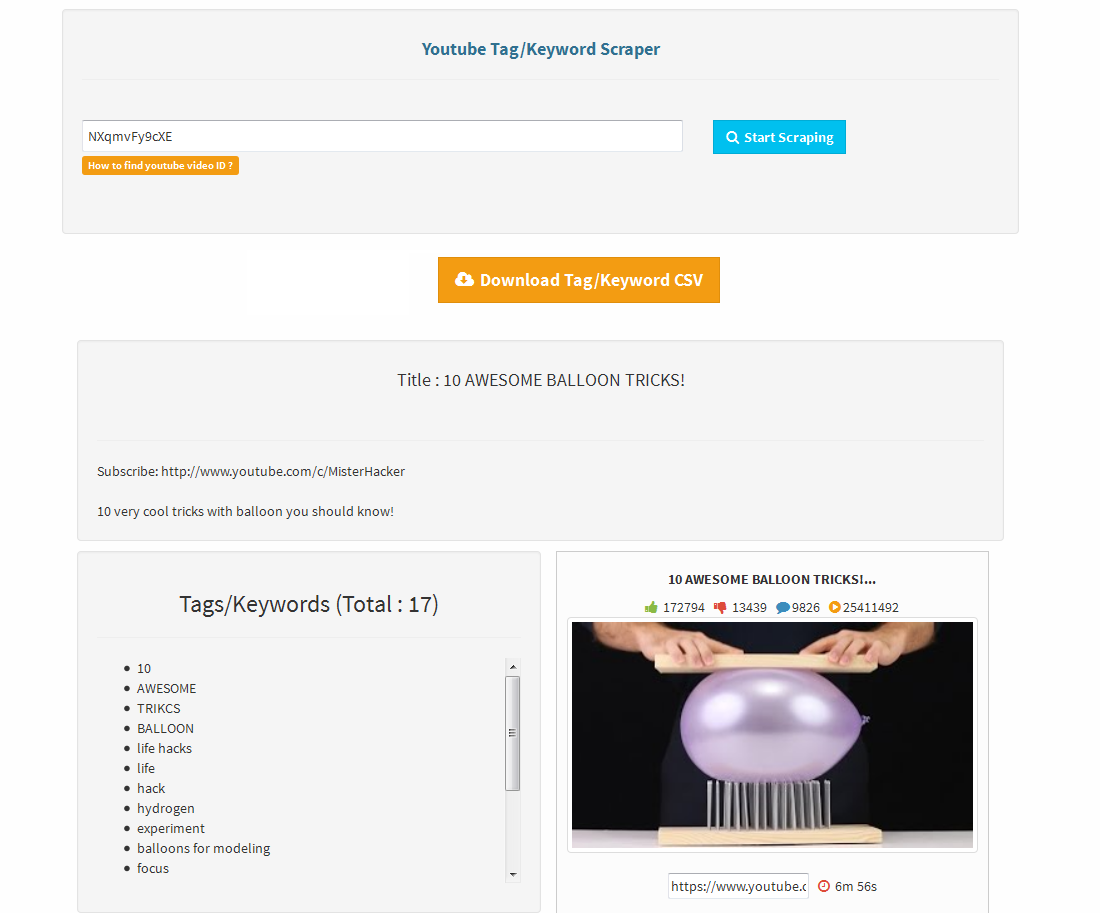 Youtube Tag/Keyword Scraper
NXqmvFy9cXE
Start Scraping
How to find youtube video ID ?
Download Tag/Keyword CSV
Title : 10 AWESOME BALLOON TRICKS!
Subscribe: http://www.youtube.com/c/MisterHacker
10 very cool tricks with balloon you should know!
Tags/Keywords (Total : 17)
10
AWESOME
TRIKCS
BALLOON
life hacks
life
hack
hydrogen
experiment
balloons for modeling
focus
10 AWESOME BALLOON TRICKS!...
172794 13439 9826 25411492
https://www.youtube.c 6m 56s